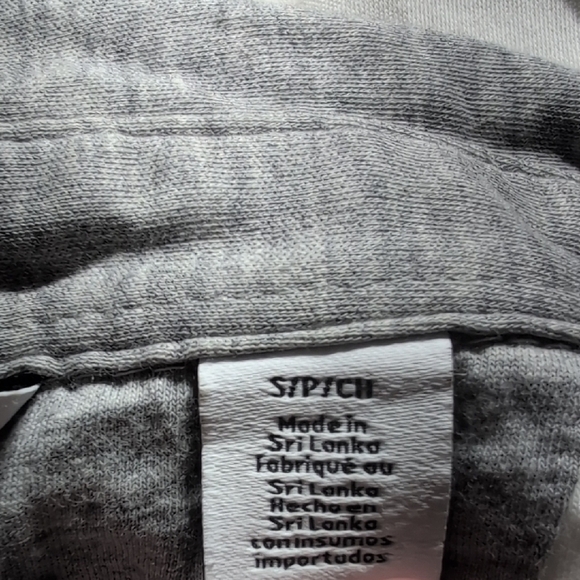 S/P/CH
Made in
Sri Lanka
Fabriqué au
Sri Lanka
Hecho en
Sri Lanka
con insumos
importados